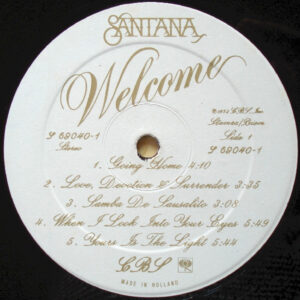 SANTANA
Welcome
S 69040-1
Stereo
℗ 1973 CBS, Inc.
Stemra/Biem
Side 1
S 69040-1
1. Going Home 4:10
2. Love, Devotion & Surrender 3:35
3. Samba De Sausalito 3:08
4. When I Look Into Your Eyes 5:49
5. Yours Is The Light 5:44
CBS
MADE IN HOLLAND